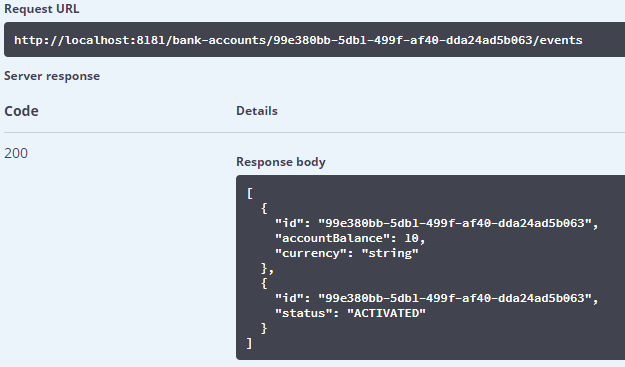 Request URL
http://localhost:8181/bank-accounts/99e380bb-5db1-499f-af40-dda24ad5b063/events
Server response
Code Details
200
Response body
[
  {
    "id": "99e380bb-5db1-499f-af40-dda24ad5b063",
    "accountBalance": 10,
    "currency": "string"
  },
  {
    "id": "99e380bb-5db1-499f-af40-dda24ad5b063",
    "status": "ACTIVATED"
  }
]